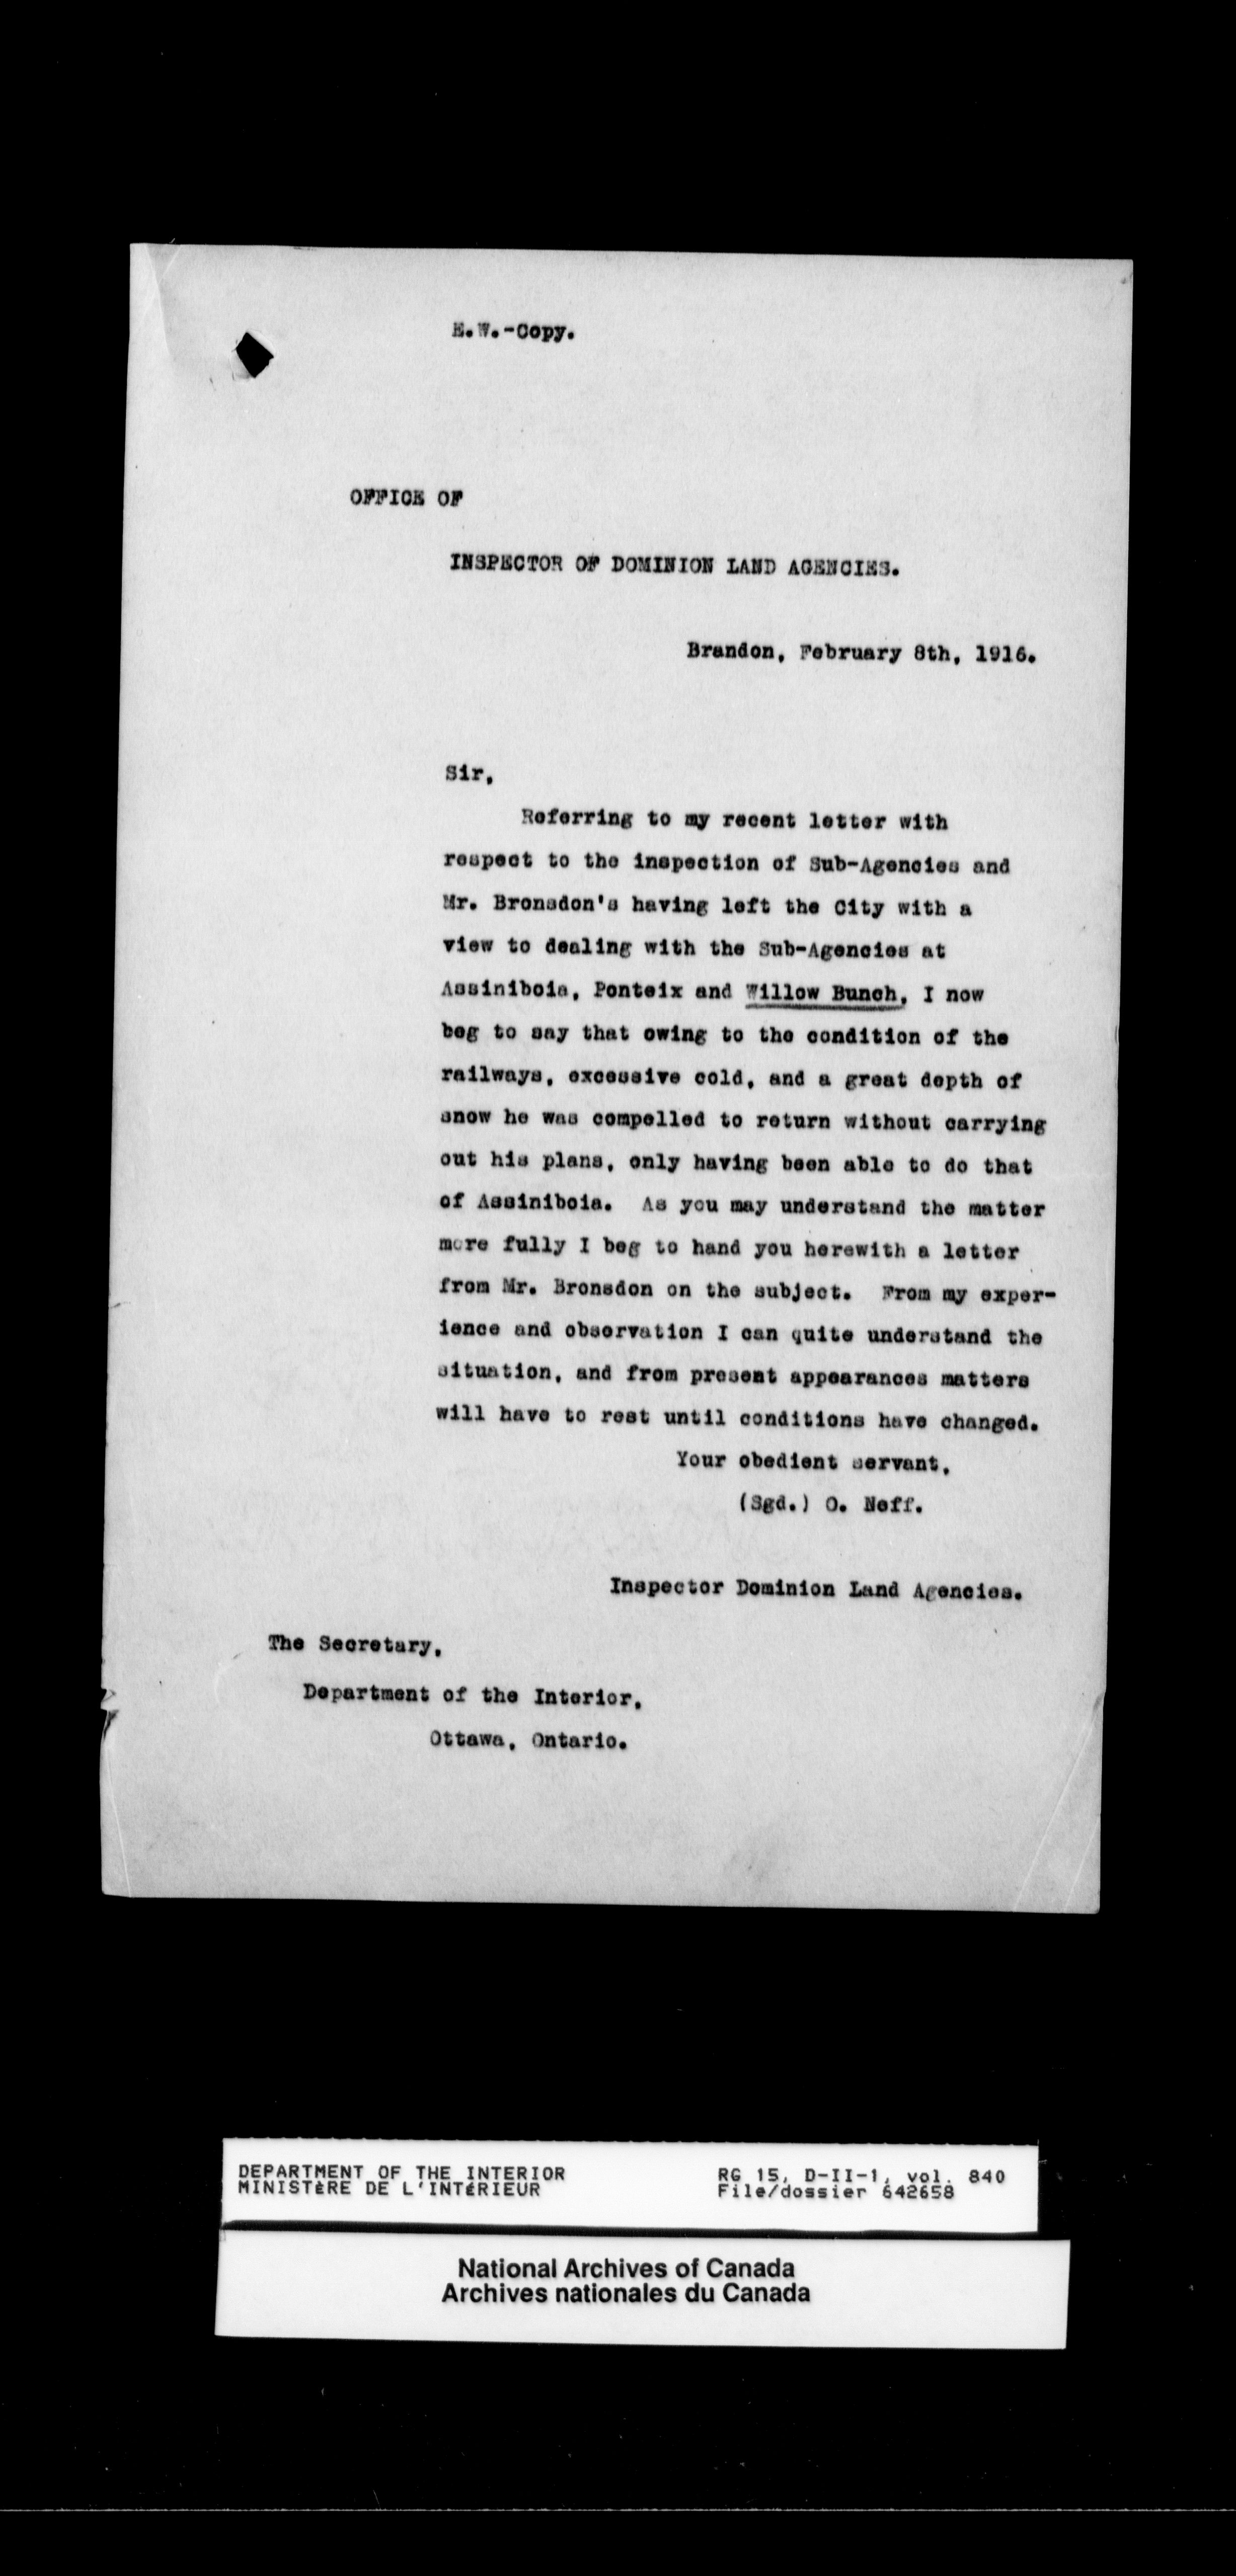 E.W.-Copy.
OFFICE OF
INSPECTOR OF DOMINION LAND AGENCIES.
Brandon, February 8th, 1916.
Sir,
Referring to my recent letter with
respect to the inspection of Sub-Agencies and
Mr. Bronsdon's having left the City with a
view to dealing with the Sub-Agencies at
Assiniboia, Ponteix and Willow Bunch, I now
beg to say that owing to the condition of the
railways, excessive cold, and a great depth of
snow he was compelled to return without carrying
out his plans, only having been able to do that
of Assiniboia. As you may understand the matter
more fully I beg to hand you herewith a letter
from Mr. Bronsdon on the subject. From my exper-
ience and observation I can quite understand the
situation, and from present appearances matters
will have to rest until conditions have changed.
Your obedient servant,
(Sgd.) O. Neff.
Inspector Dominion Land Agencies.
The Secretary,
Department of the Interior,
Ottawa, Ontario.
DEPARTMENT OF THE INTERIOR RG 15, D-II-1, vol. 840
MINISTÈRE DE L'INTÉRIEUR File/dossier 642658
National Archives of Canada
Archives nationales du Canada